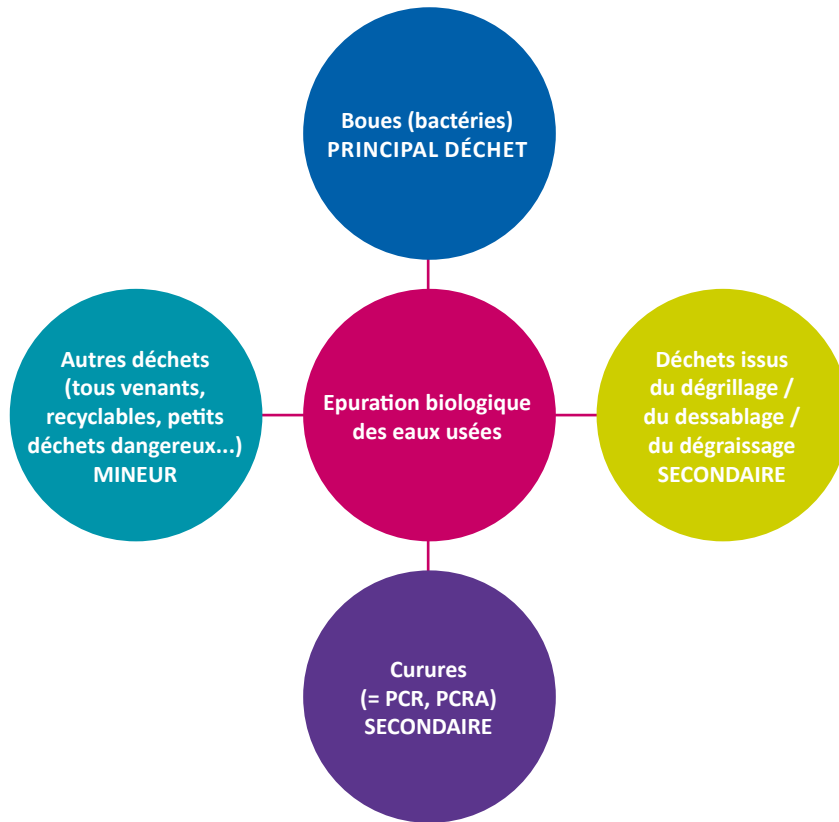 Boues (bactéries)
PRINCIPAL DÉCHET
Autres déchets
(tous venants,
recyclables, petits
déchets dangereux...)
MINEUR
Epuration biologique
des eaux usées
Déchets issus
du dégrillage /
du dessablage /
du dégraissage
SECONDAIRE
Curures
(= PCR, PCRA)
SECONDAIRE